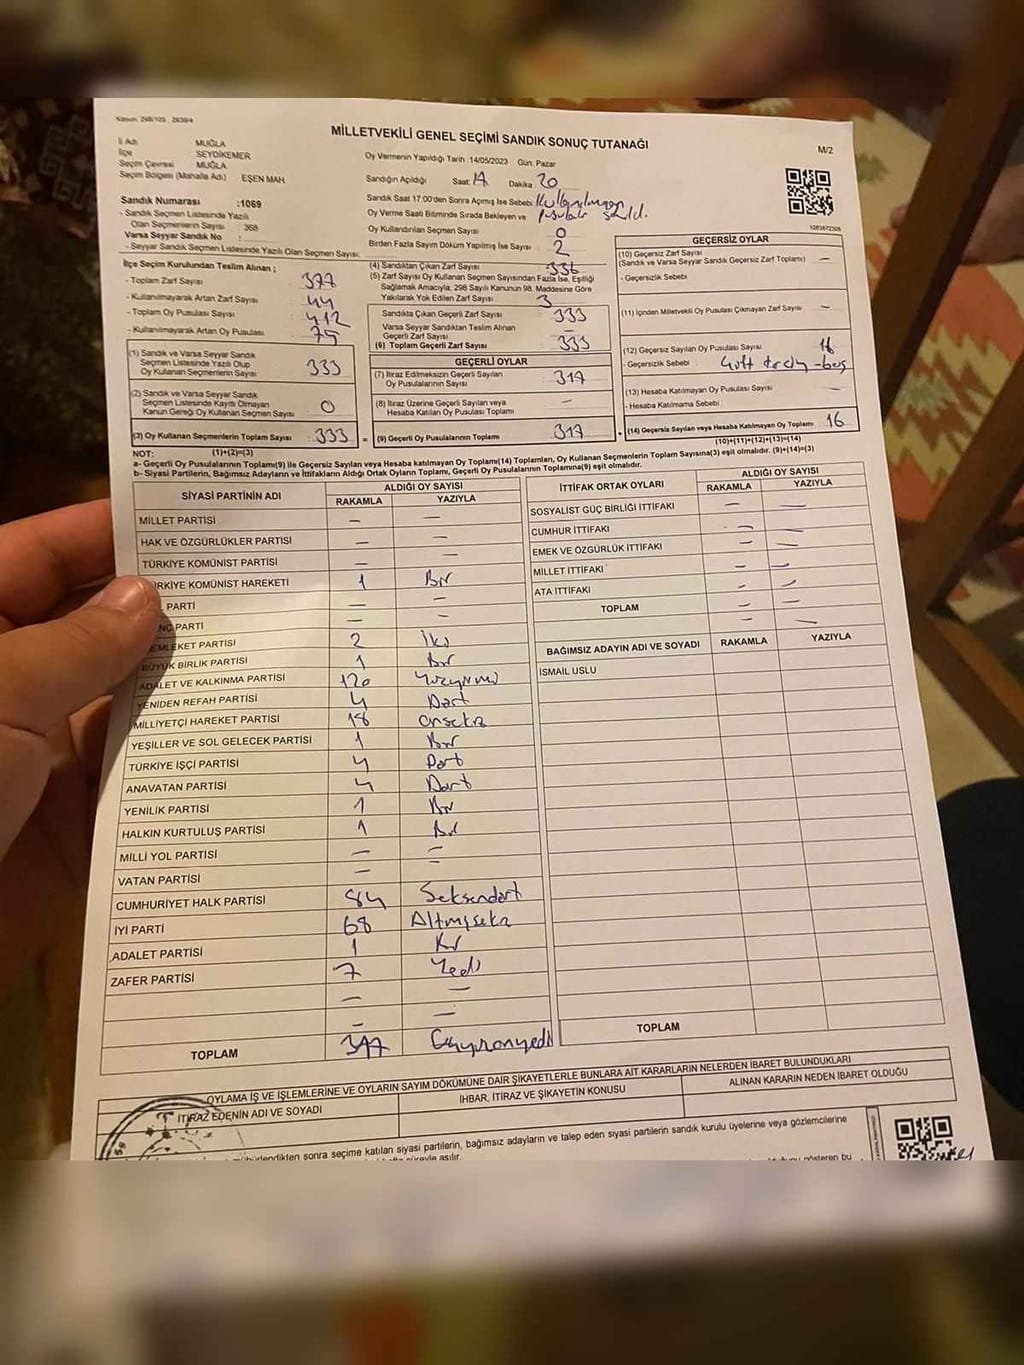 MİLLETVEKİLİ GENEL SEÇİMİ SANDIK SONUÇ TUTANAĞI
M/2
İl Adı MUĞLA
İlçe SEYDİKEMER
Seçim Çevresi MUĞLA
Seçim Bölgesi (Mahalle Adı) EŞEN MAH.
Oy Vermenin Yapıldığı Tarih 14/05/2023 Gün: Pazar
Sandığın Açıldığı Saat: 17 Dakika 20
Sandık Saat 17.00'den Sonra Açılmış İse Sebebi Kullanılmayan
pusulalar sayıldı.
Sandık Numarası :1069
- Sandık Seçmen Listesinde Yazılı
Olan Seçmenlerin Sayısı : 368
Varsa Seyyar Sandık No :
- Seyyar Sandık Seçmen Listesinde Yazılı Olan Seçmen Sayısı:
Oy Verme Saati Bitiminde Sırada Bekleyen ve
Oy Kullandırılan Seçmen Sayısı 0
Birden Fazla Sayım Döküm Yapılmış İse Sayısı 2
İlçe Seçim Kurulundan Teslim Alınan ;
- Toplam Zarf Sayısı 377
- Kullanılmayarak Artan Zarf Sayısı 44
- Toplam Oy Pusulası Sayısı 412
- Kullanılmayarak Artan Oy Pusulası 79
(4) Sandıktan Çıkan Zarf Sayısı :336
(5) Zarf Sayısı Oy Kullanan Seçmen Sayısından Fazla İse, Eşitliği
Sağlamak Amacıyla, 298 Sayılı Kanunun 98. Maddesine Göre
Yakılarak Yok Edilen Zarf Sayısı 3
Sandıkta Çıkan Geçerli Zarf Sayısı 333
Varsa Seyyar Sandıktan Teslim Alınan
Geçerli Zarf Sayısı –
(6) Toplam Geçerli Zarf Sayısı 333
GEÇERSİZ OYLAR
(10) Geçersiz Zarf Sayısı
(Sandık ve Varsa Seyyar Sandık Geçersiz Zarf Toplamı) –
- Geçersizlik Sebebi
(11) İçinden Milletvekili Oy Pusulası Çıkmayan Zarf Sayısı –
(12) Geçersiz Sayılan Oy Pusulası Sayısı 16
- Geçersizlik Sebebi :
(13) Hesaba Katılmayan Oy Pusulası Sayısı –
- Hesaba Katılmama Sebebi
(14) Geçersiz Sayılan veya Hesaba Katılmayan Oy Toplamı 16
(10)+(11)+(12)+(13)=(14)
(1) Sandık ve Varsa Seyyar Sandık
Seçmen Listesinde Yazılı Olup
Oy Kullanan Seçmenlerin Sayısı 333
(2) Sandık ve Varsa Seyyar Sandık
Seçmen Listesinde Kayıtlı Olmayan
Kanun Gereği Oy Kullanan Seçmen Sayısı 0
(3) Oy Kullanan Seçmenlerin Toplam Sayısı 333
(1)+(2)=(3)
GEÇERLİ OYLAR
(7) İtiraz Edilmeksizin Geçerli Sayılan
Oy Pusulalarının Sayısı 317
(8) İtiraz Üzerine Geçerli Sayılan veya
Hesaba Katılan Oy Pusulası Toplamı –
= (9) Geçerli Oy Pusulalarının Toplamı 317 +
NOT:
a- Geçerli Oy Pusulalarının Toplamı(9) ile Geçersiz Sayılan veya Hesaba katılmayan Oy Toplamı(14) Toplamları, Oy Kullanan Seçmenlerin Toplam Sayısına(3) eşit olmalıdır. (9)+(14)=(3)
b- Siyasi Partilerin, Bağımsız Adayların ve İttifakların Aldığı Ortak Oyların Toplamı, Geçerli Oy Pusulalarının Toplamına(9) eşit olmalıdır.
SİYASİ PARTİNİN ADI ALDIĞI OY SAYISI
RAKAMLA YAZIYLA
MİLLET PARTİSİ – –
HAK VE ÖZGÜRLÜKLER PARTİSİ – –
TÜRKİYE KOMÜNİST PARTİSİ – –
RKİYE KOMÜNİST HAREKETİ 1 Bir
PARTİ – –
PARTİ – –
EMLEKET PARTİSİ 2 İki
BÜYÜK BİRLİK PARTİSİ 1 Bir
ADALET VE KALKINMA PARTİSİ 120 Yüzyirmi
YENİDEN REFAH PARTİSİ 4 Dört
MİLLİYETÇİ HAREKET PARTİSİ 18 onsekiz
YEŞİLLER VE SOL GELECEK PARTİSİ 1 Bir
TÜRKİYE İŞÇİ PARTİSİ 4 Dört
ANAVATAN PARTİSİ 4 Dört
YENİLİK PARTİSİ 1 Bir
HALKIN KURTULUŞ PARTİSİ 1 Bir
MİLLİ YOL PARTİSİ – –
VATAN PARTİSİ – –
CUMHURİYET HALK PARTİSİ 84 Seksendört
İYİ PARTİ 68 Altmışsekiz
ADALET PARTİSİ 1 Bir
ZAFER PARTİSİ 7 Yedi
– –
– –
TOPLAM 317 Üçyüzonyedi
İTTİFAK ORTAK OYLARI ALDIĞI OY SAYISI
RAKAMLA YAZIYLA
SOSYALİST GÜÇ BİRLİĞİ İTTİFAKI – –
CUMHUR İTTİFAKI – –
EMEK VE ÖZGÜRLÜK İTTİFAKI – –
MİLLET İTTİFAKI – –
ATA İTTİFAKI – –
TOPLAM – –
BAĞIMSIZ ADAYIN ADI VE SOYADI RAKAMLA YAZIYLA
İSMAİL USLU
TOPLAM
OYLAMA İŞ VE İŞLEMLERİNE VE OYLARIN SAYIM DÖKÜMÜNE DAİR ŞİKAYETLERLE BUNLARA AİT KARARLARIN NELERDEN İBARET BULUNDUKLARI
İTİRAZ EDENİN ADI VE SOYADI İHBAR, İTİRAZ VE ŞİKAYETİN KONUSU ALINAN KARARIN NEDEN İBARET OLDUĞU
sonra seçime katılan siyasi partilerin, bağımsız adayların ve talep eden siyasi partilerin sandık kurulu üyelerine veya gözlemcilerine
süreyle asılır.